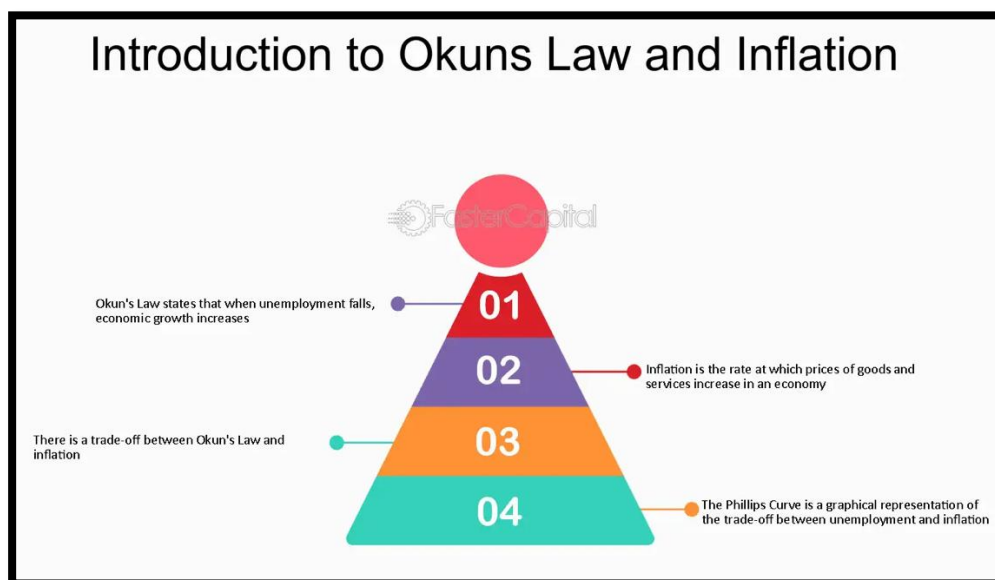 Introduction to Okuns Law and Inflation
FasterCapital
01
Okun's Law states that when unemployment falls,
economic growth increases
02
Inflation is the rate at which prices of goods and
services increase in an economy
03
There is a trade-off between Okun's Law and
inflation
04
The Phillips Curve is a graphical representation of
the trade-off between unemployment and inflation